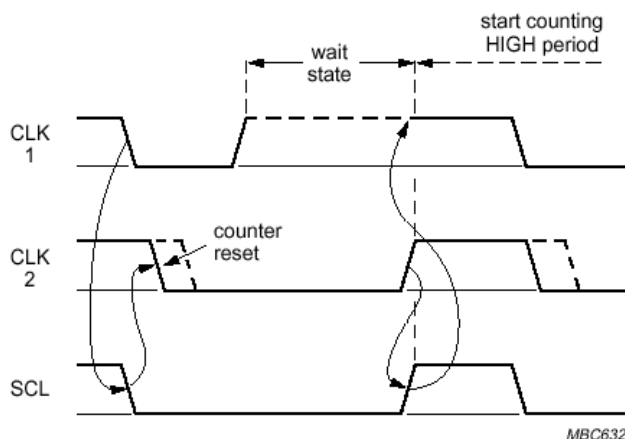 start counting
HIGH period
wait
state
CLK
1
counter
reset
CLK
2
SCL
MBC632